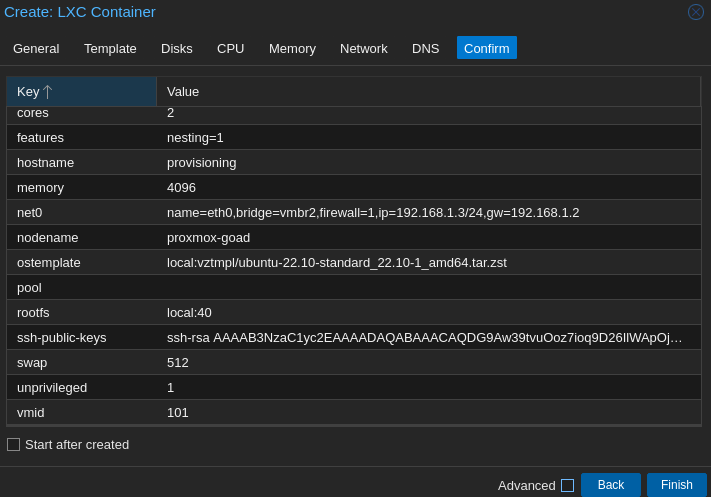 Create: LXC Container
General Template Disks CPU Memory Network DNS Confirm
Key Value
cores 2
features nesting=1
hostname provisioning
memory 4096
net0 name=eth0,bridge=vmbr2,firewall=1,ip=192.168.1.3/24,gw=192.168.1.2
nodename proxmox-goad
ostemplate local:vztmpl/ubuntu-22.10-standard_22.10-1_amd64.tar.zst
pool
rootfs local:40
ssh-public-keys ssh-rsa AAAAB3NzaC1yc2EAAAADAQABAAACAQDG9Aw39tvuOoz7ioq9D26IlWApOj…
swap 512
unprivileged 1
vmid 101
Start after created
Advanced Back Finish